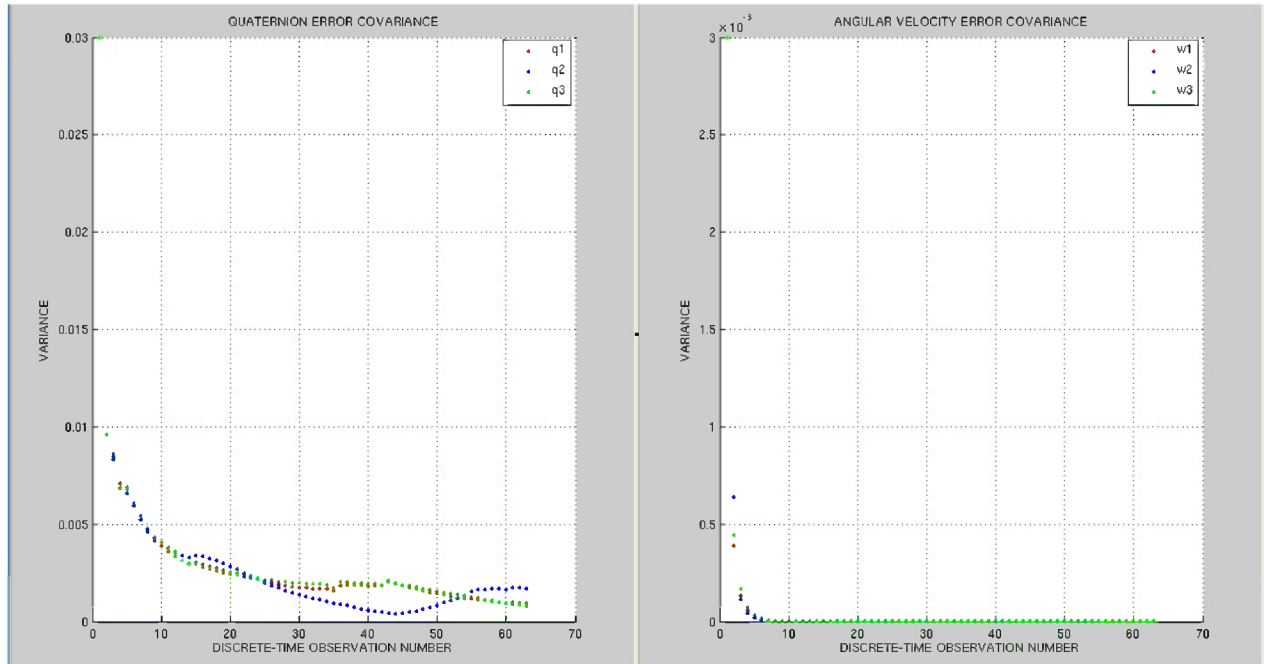 QUATERNION ERROR COVARIANCE
0.03
0.025
0.02
0.015
0.01
0.005
0
VARIANCE
q1
q2
q3
0 10 20 30 40 50 60 70
DISCRETE-TIME OBSERVATION NUMBER
ANGULAR VELOCITY ERROR COVARIANCE
3
2.5
2
1.5
1
0.5
0
VARIANCE
w1
w2
w3
0 10 20 30 40 50 60 70
DISCRETE-TIME OBSERVATION NUMBER